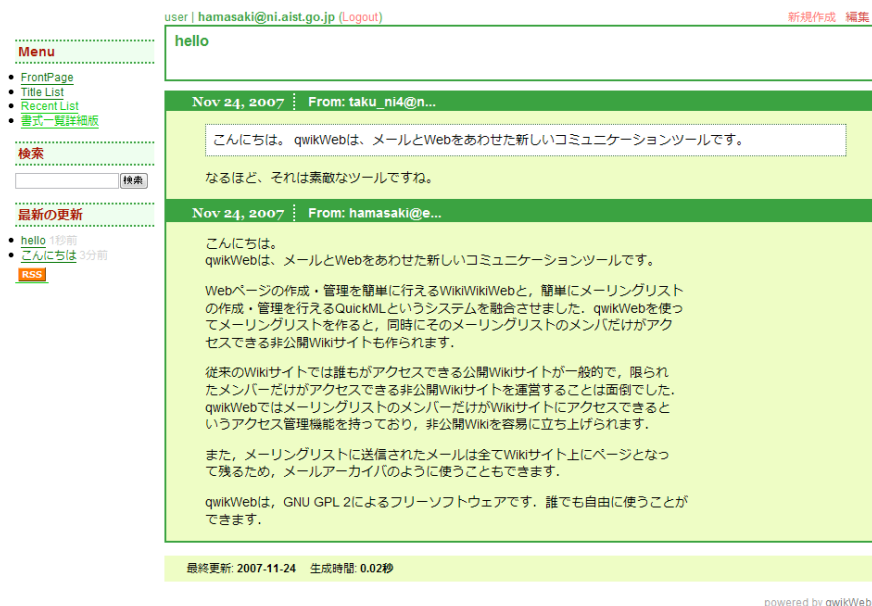 user | hamasaki@ni.aist.go.jp (Logout)
新規作成 編集
Menu
FrontPage
Title List
Recent List
書式一覧詳細版
検索
検索
最新の更新
hello 1秒前
こんにちは 3分前
RSS
hello
Nov 24, 2007 From: taku_ni4@n...
こんにちは。 qwikWebは、メールとWebをあわせた新しいコミュニケーションツールです。
なるほど、それは素敵なツールですね。
Nov 24, 2007 From: hamasaki@e...
こんにちは。
qwikWebは、メールとWebをあわせた新しいコミュニケーションツールです。
Webページの作成・管理を簡単に行えるWikiWikiWebと，簡単にメーリングリスト
の作成・管理を行えるQuickMLというシステムを融合させました．qwikWebを使っ
てメーリングリストを作ると，同時にそのメーリングリストのメンバだけがアク
セスできる非公開Wikiサイトも作られます．
従来のWikiサイトでは誰もがアクセスできる公開Wikiサイトが一般的で，限られ
たメンバーだけがアクセスできる非公開Wikiサイトを運営することは面倒でした．
qwikWebではメーリングリストのメンバーだけがWikiサイトにアクセスできると
いうアクセス管理機能を持っており，非公開Wikiを容易に立ち上げられます．
また，メーリングリストに送信されたメールは全てWikiサイト上にページとなっ
て残るため，メールアーカイバのように使うこともできます．
qwikWebは，GNU GPL 2によるフリーソフトウェアです．誰でも自由に使うことが
できます．
最終更新: 2007-11-24 生成時間: 0.02秒
powered by qwikWeb